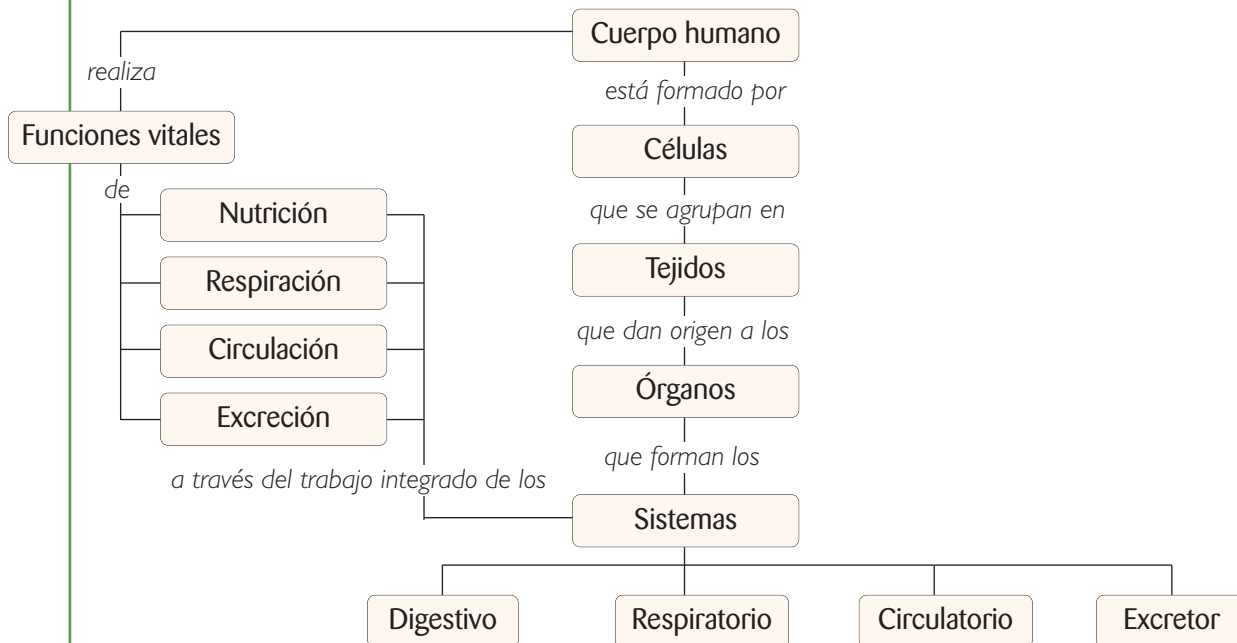 Cuerpo humano
realiza
está formado por
Funciones vitales
Células
de
Nutrición
que se agrupan en
Respiración
Tejidos
Circulación
que dan origen a los
Excreción
Órganos
a través del trabajo integrado de los
que forman los
Sistemas
Digestivo
Respiratorio
Circulatorio
Excretor